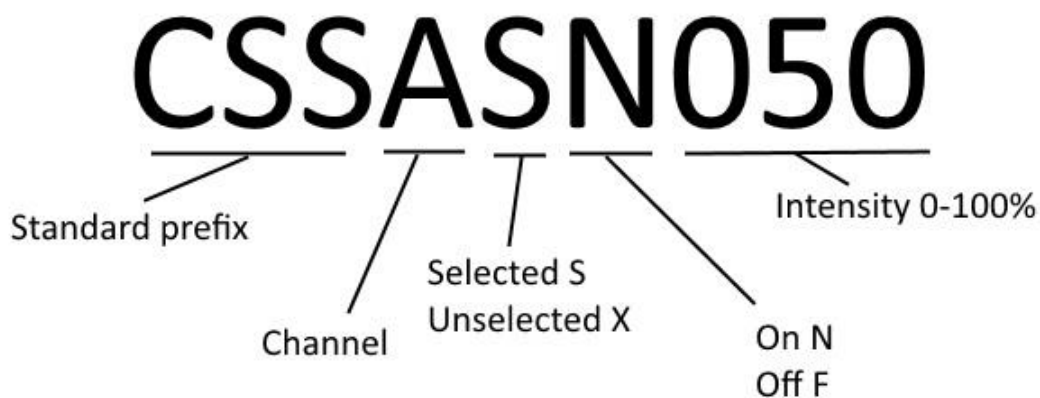 CSSASN050
Standard prefix
Channel
Selected S
Unselected X
On N
Off F
Intensity 0-100%